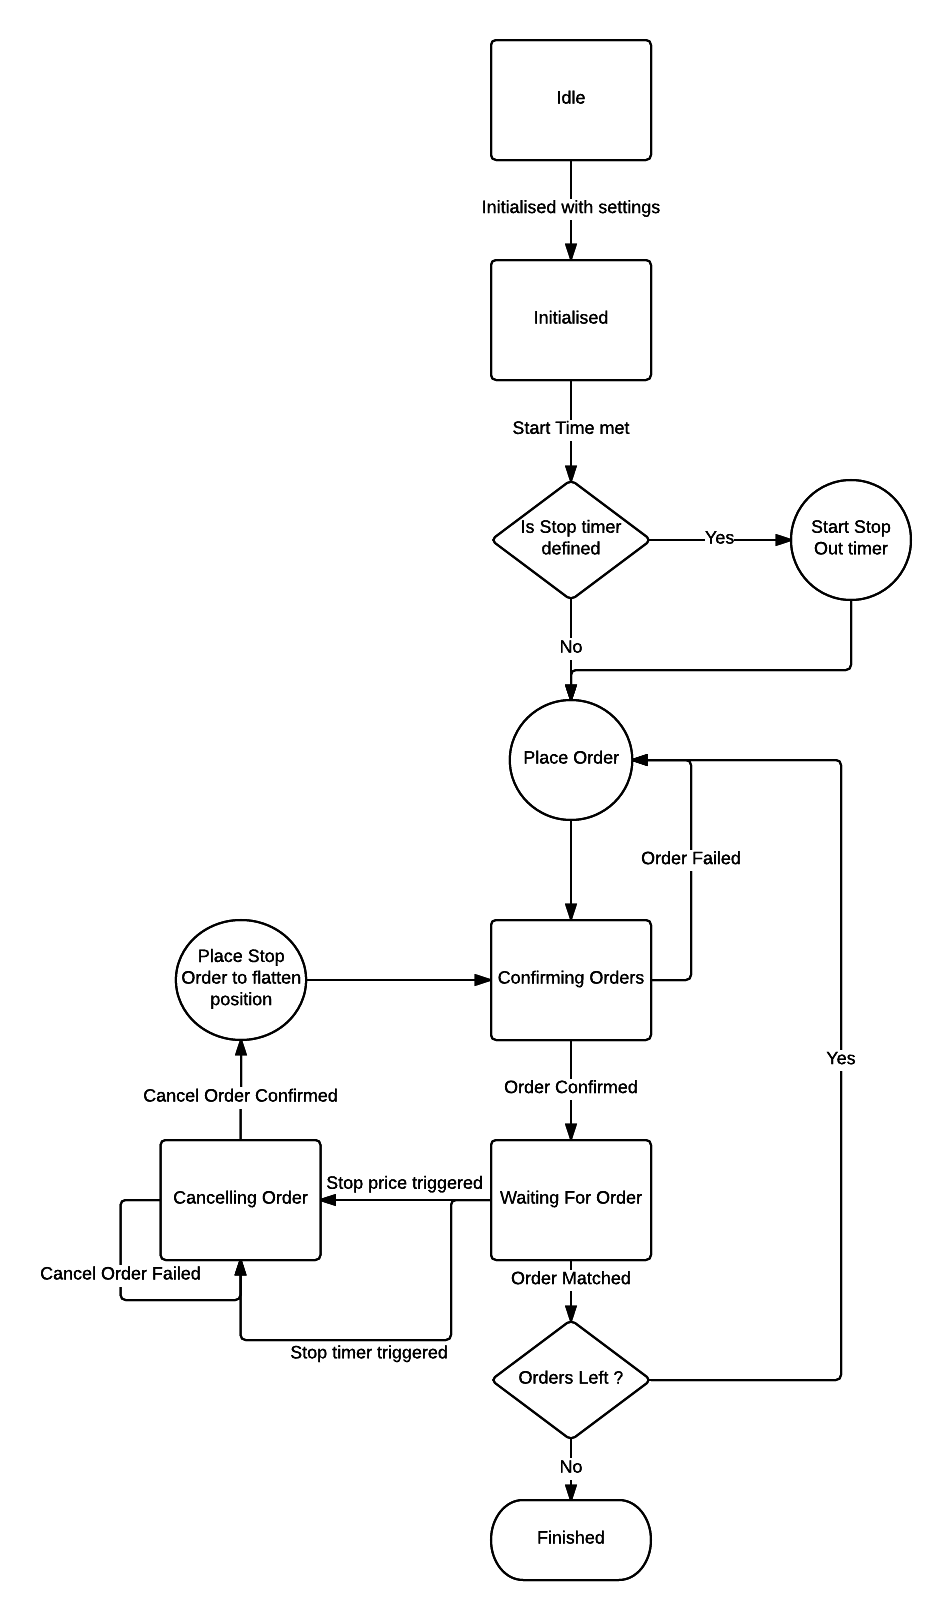 Idle
Initialised with settings
Initialised
Start Time met
Is Stop timer
defined
Yes
Start Stop
Out timer
No
Place Order
Order Failed
Place Stop
Order to flatten
position
Confirming Orders
Yes
Order Confirmed
Cancel Order Confirmed
Stop price triggered
Cancelling Order
Waiting For Order
Cancel Order Failed
Order Matched
Stop timer triggered
Orders Left ?
No
Finished